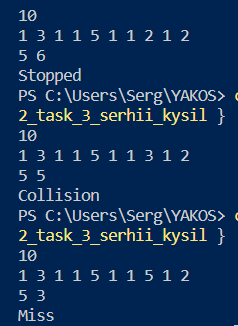 10
1 3 1 1 5 1 1 2 1 2
5 6
Stopped
PS C:\Users\Serg\YAKOS> c
2_task_3_serhii_kysil }
10
1 3 1 1 5 1 1 3 1 2
5 5
Collision
PS C:\Users\Serg\YAKOS> c
2_task_3_serhii_kysil }
10
1 3 1 1 5 1 1 5 1 2
5 3
Miss